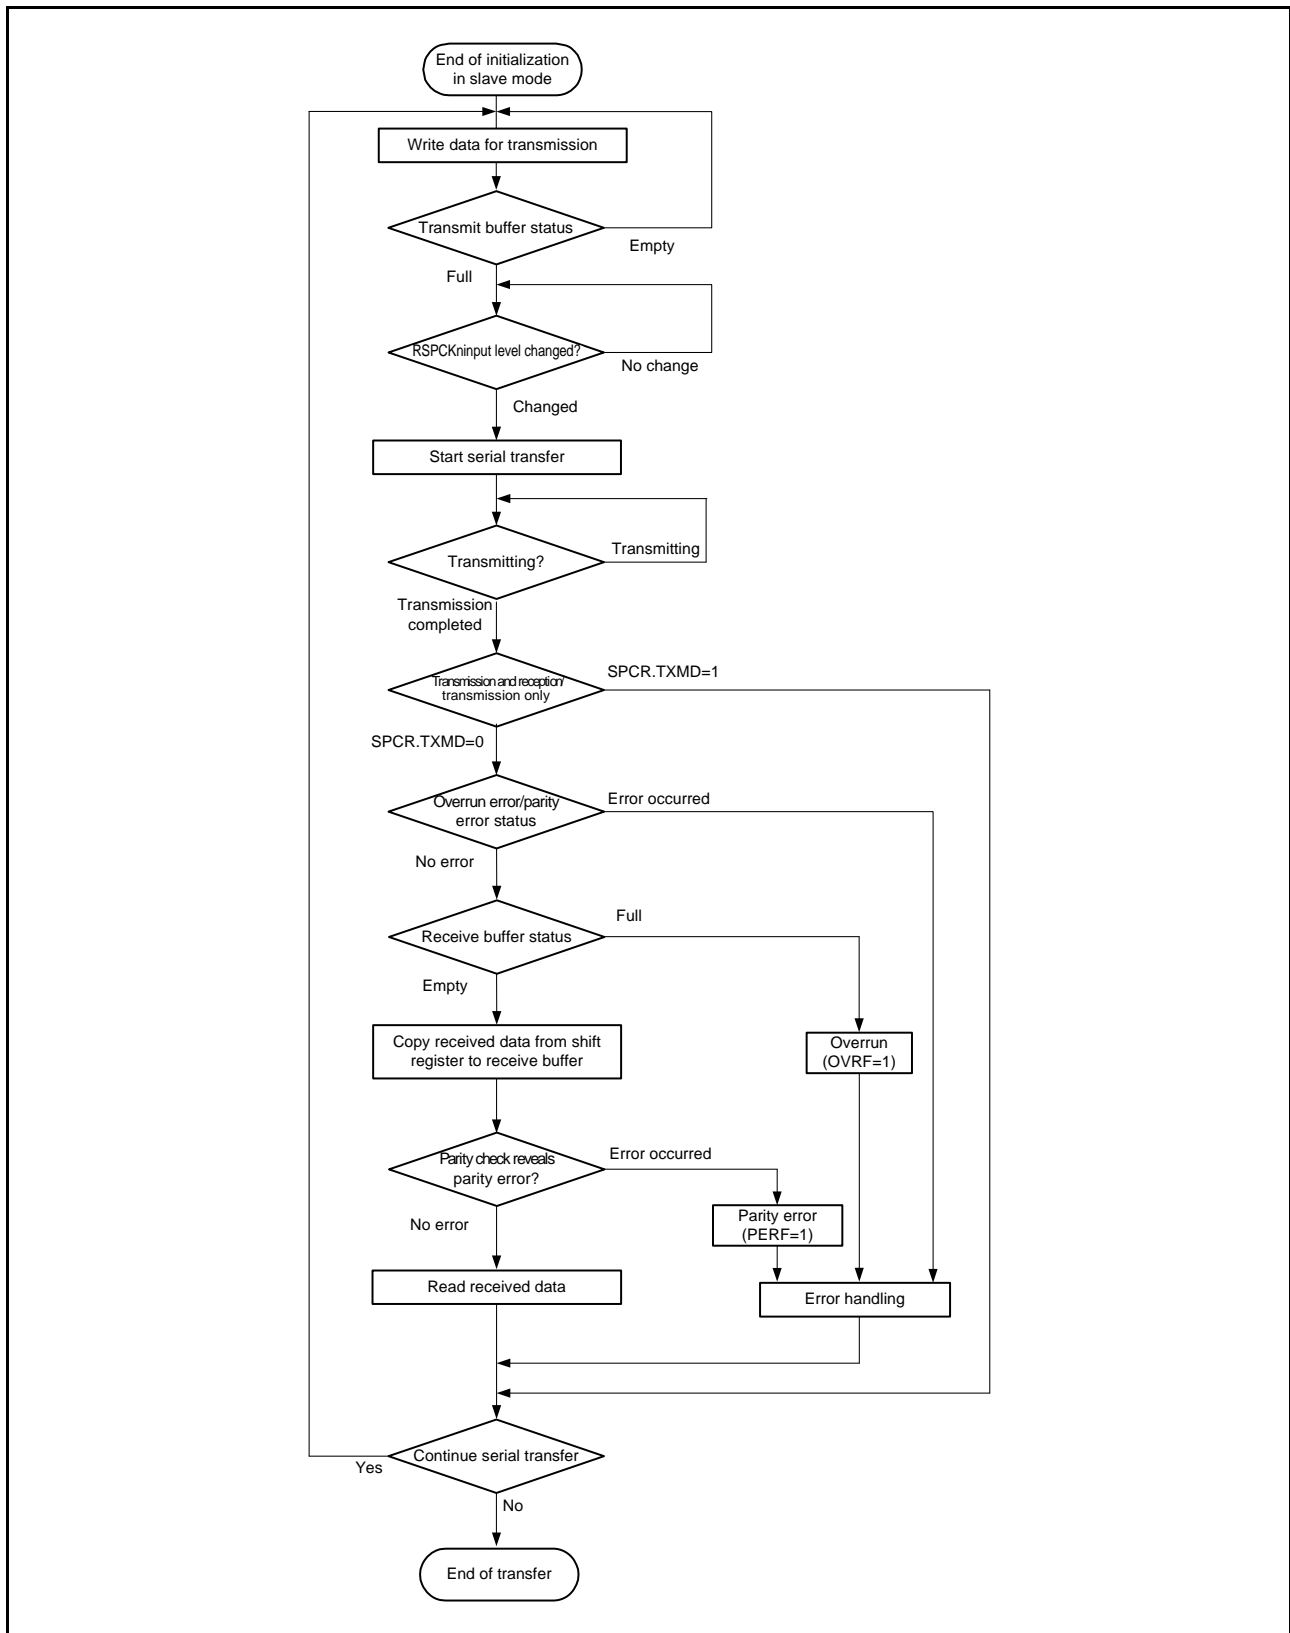 End of initialization
in slave mode
Write data for transmission
Transmit buffer status
Empty
Full
RSPCKninput level changed?
No change
Changed
Start serial transfer
Transmitting?
Transmitting
Transmission
completed
Transmission and reception/
transmission only
SPCR.TXMD=1
SPCR.TXMD=0
Overrun error/parity
error status
Error occurred
No error
Receive buffer status
Full
Empty
Copy received data from shift
register to receive buffer
Overrun
(OVRF=1)
Parity check reveals
parity error?
Error occurred
No error
Parity error
(PERF=1)
Read received data
Error handling
Continue serial transfer
Yes
No
End of transfer